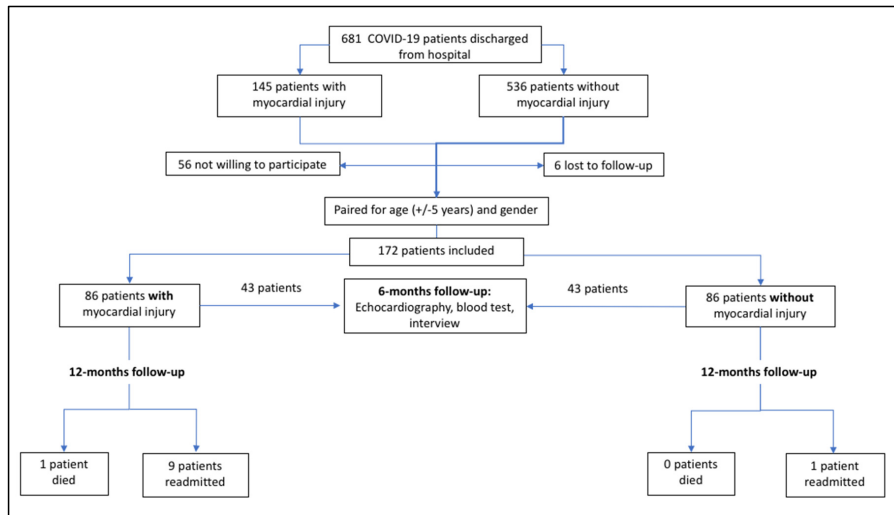 681 COVID-19 patients discharged
from hospital
145 patients with
myocardial injury
536 patients without
myocardial injury
56 not willing to participate
6 lost to follow-up
Paired for age (+/-5 years) and gender
172 patients included
86 patients with
myocardial injury
43 patients
6-months follow-up:
Echocardiography, blood test,
interview
43 patients
86 patients without
myocardial injury
12-months follow-up
12-months follow-up
1 patient
died
9 patients
readmitted
0 patients
died
1 patient
readmitted